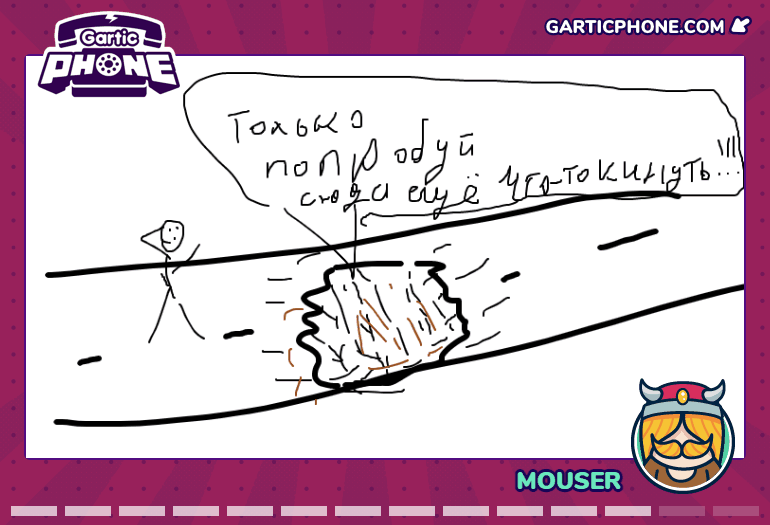 Gartic
PHONE
GARTICPHONE.COM
Только
попробуй
сюда ещё что-то кинуть!!!
MOUSER